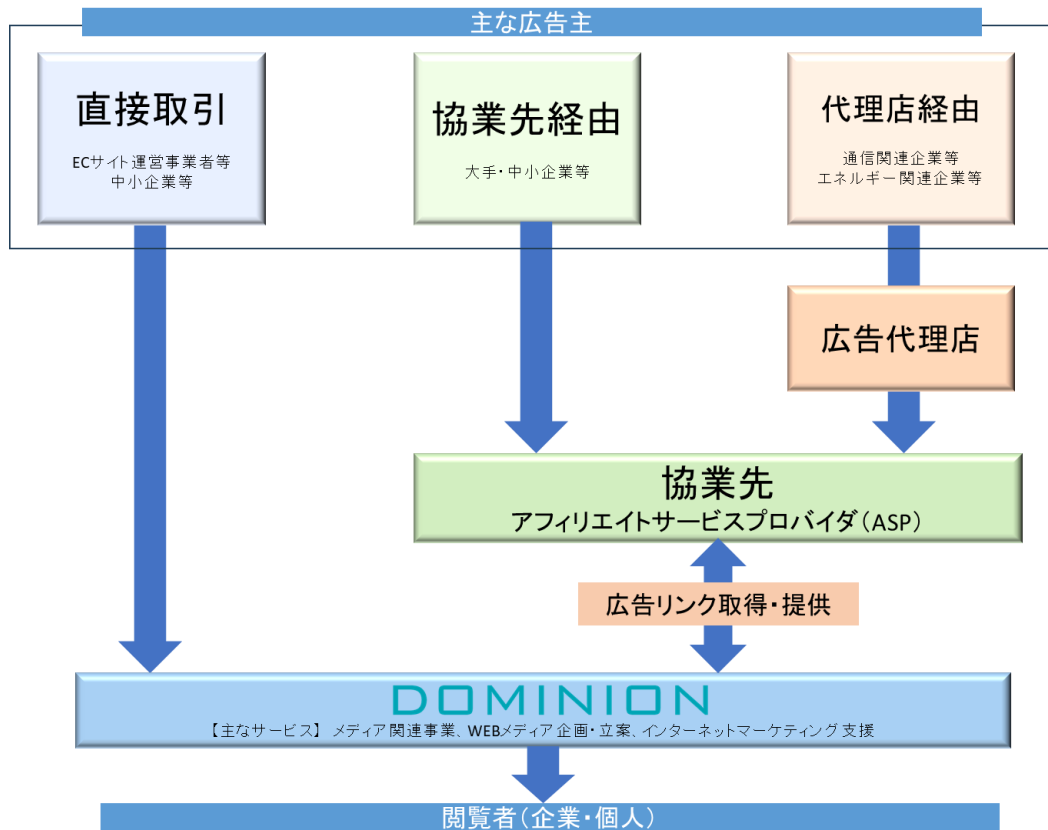 主な広告主
直接取引
ECサイト運営事業者等
中小企業等
協業先経由
大手・中小企業等
代理店経由
通信関連企業等
エネルギー関連企業等
広告代理店
協業先
アフィリエイトサービスプロバイダ(ASP)
広告リンク取得・提供
DOMINION
【主なサービス】 メディア関連事業、WEBメディア企画・立案、インターネットマーケティング支援
閲覧者(企業・個人)